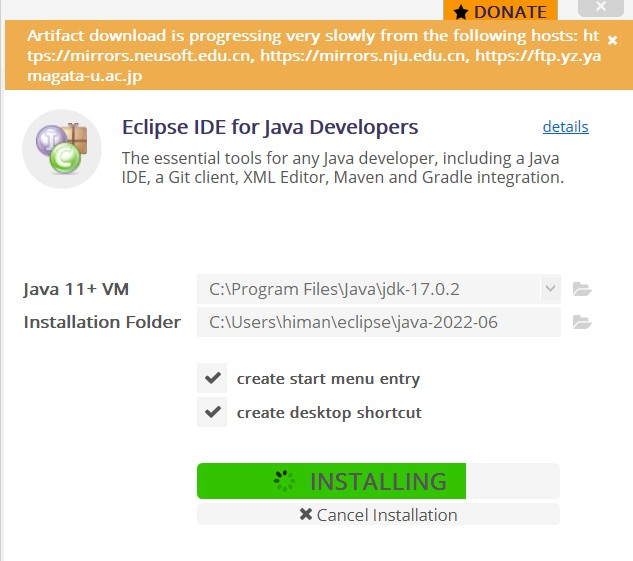 ★ DONATE
Artifact download is progressing very slowly from the following hosts: ht
tps://mirrors.neusoft.edu.cn, https://mirrors.nju.edu.cn, https://ftp.yz.ya
magata-u.ac.jp
Eclipse IDE for Java Developers
details
The essential tools for any Java developer, including a Java
IDE, a Git client, XML Editor, Maven and Gradle integration.
Java 11+ VM
C:\Program Files\Java\jdk-17.0.2
Installation Folder
C:\Users\himan\eclipse\java-2022-06
create start menu entry
create desktop shortcut
INSTALLING
Cancel Installation